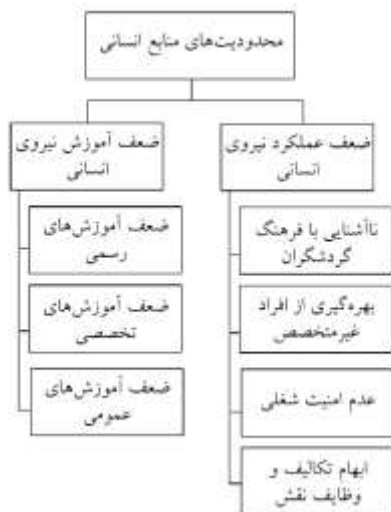 محدودیت‌های منابع انسانی
ضعف عملکرد نیروی
انسانی
ناآشنایی با فرهنگ
گردشگران
بهره‌گیری از افراد
غیرمتخصص
عدم امنیت شغلی
ابهام تکالیف و
وظایف نقش
ضعف آموزش نیروی
انسانی
ضعف آموزش‌های
رسمی
ضعف آموزش‌های
تخصصی
ضعف آموزش‌های
عمومی